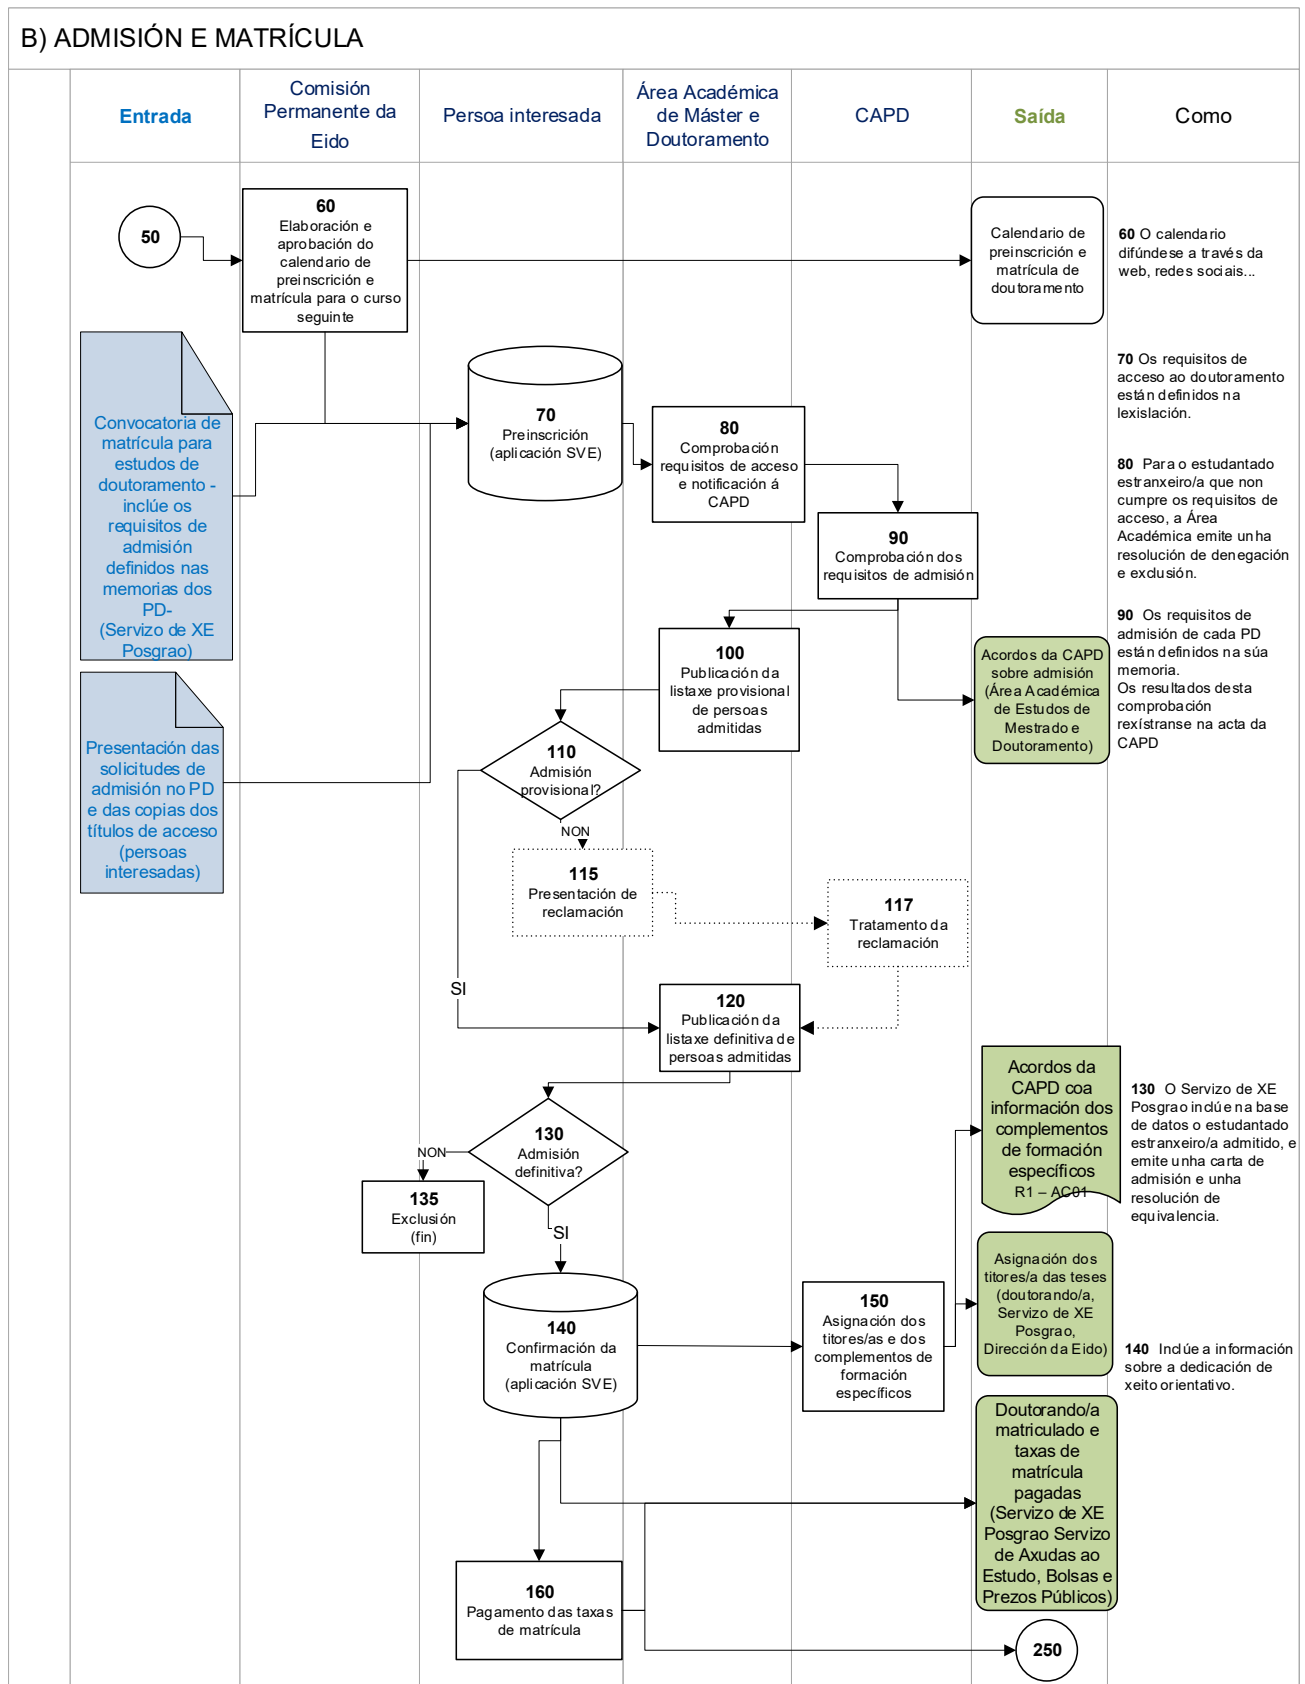 B) ADMISIÓN E MATRÍCULA
Entrada
Comisión
Permanente da
Eido
Persoa interesada
Área Académica
de Máster e
Doutoramento
CAPD
Saída
Como
50
60
Elaboración e
aprobación do
calendario de
preinscrición e
matrícula para o curso
seguinte
Calendario de
preinscrición e
matrícula de
doutoramento
60 O calendario
difúndese a través da
web, redes sociais...
Convocatoria de
matrícula para
estudos de
doutoramento -
inclúe os
requisitos de
admisión
definidos nas
memorias dos
PD-
(Servizo de XE
Posgrao)
70
Preinscrición
(aplicación SVE)
80
Comprobación
requisitos de acceso
e notificación á
CAPD
70 Os requisitos de
acceso ao doutoramento
están definidos na
lexislación.
80 Para o estudantado
estranxeiro/a que non
cumpre os requisitos de
acceso, a Área
Académica emite unha
resolución de denegación
e exclusión.
90
Comprobación dos
requisitos de admisión
90 Os requisitos de
admisión de cada PD
están definidos na súa
memoria.
Os resultados desta
comprobación
rexístranse na acta da
CAPD
100
Publicación da
listaxe provisional
de persoas
admitidas
Acordos da CAPD
sobre admisión
(Área Académica
de Estudos de
Mestrado e
Doutoramento)
Presentación das
solicitudes de
admisión no PD
e das copias dos
títulos de acceso
(persoas
interesadas)
110
Admisión
provisional?
NON
115
Presentación de
reclamación
117
Tratamento da
reclamación
SI
120
Publicación da
listaxe definitiva de
persoas admitidas
130
Admisión
definitiva?
NON
135
Exclusión
(fin)
SI
Acordos da
CAPD coa
información dos
complementos
de formación
específicos
R1 – AC01
130 O Servizo de XE
Posgrao inclúe na base
de datos o estudantado
estranxeiro/a admitido, e
emite unha carta de
admisión e unha
resolución de
equivalencia.
140
Confirmación da
matrícula
(aplicación SVE)
150
Asignación dos
titores/as e dos
complementos de
formación
específicos
Asignación dos
titores/a das teses
(doutorando/a,
Servizo de XE
Posgrao,
Dirección da Eido)
140 Inclúe a información
sobre a dedicación de
xeito orientativo.
Doutorando/a
matriculado e
taxas de
matrícula
pagadas
(Servizo de XE
Posgrao Servizo
de Axudas ao
Estudo, Bolsas e
Prezos Públicos)
160
Pagamento das taxas
de matrícula
250